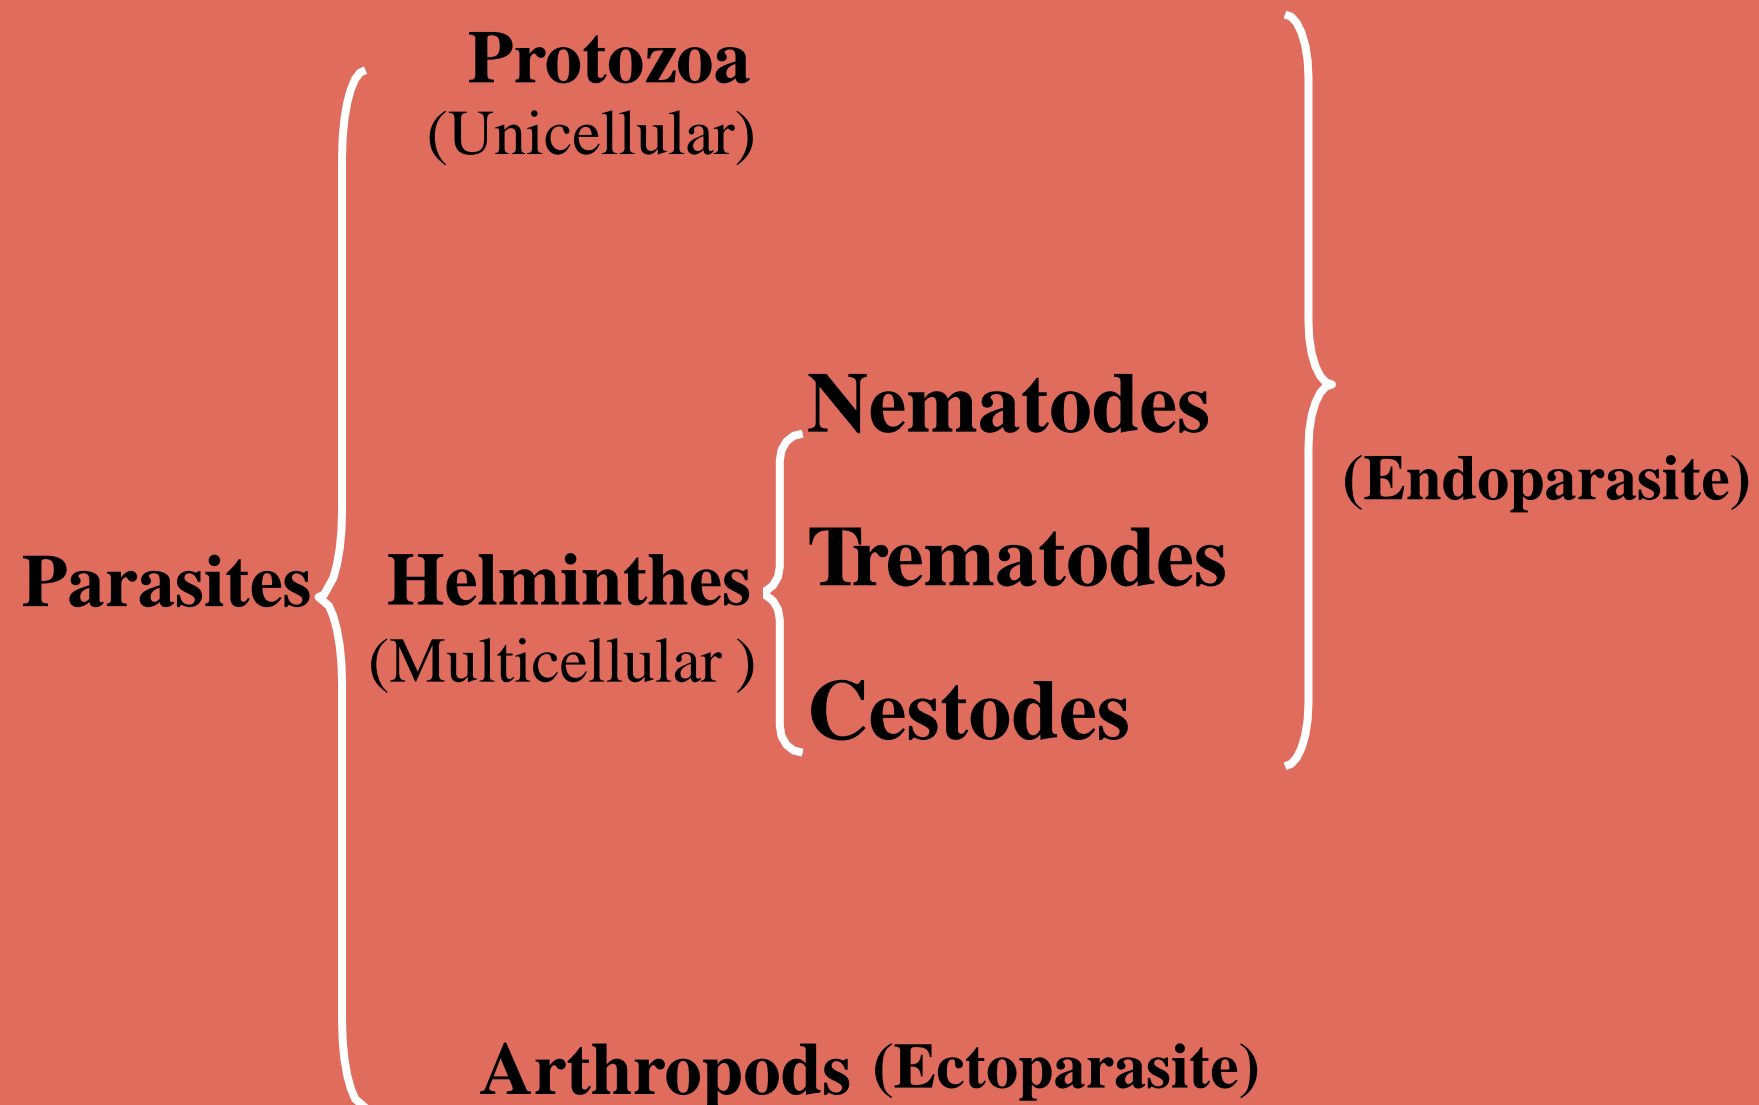 Protozoa
(Unicellular)
Nematodes
(Endoparasite)
Trematodes
Parasites
Helminthes
(Multicellular )
Cestodes
Arthropods (Ectoparasite)